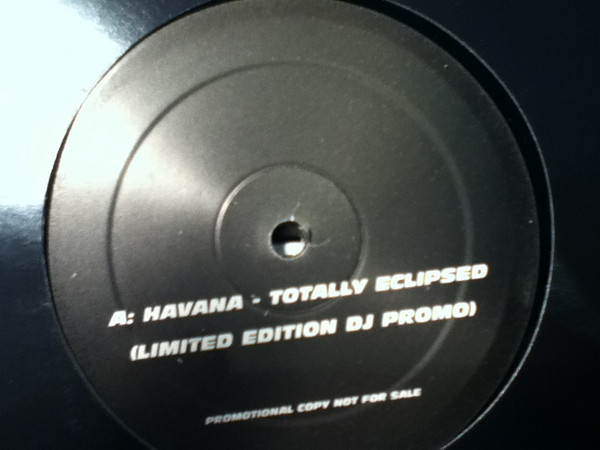 A: HAVANA - TOTALLY ECLIPSED
(LIMITED EDITION DJ PROMO)
PROMOTIONAL COPY NOT FOR SALE